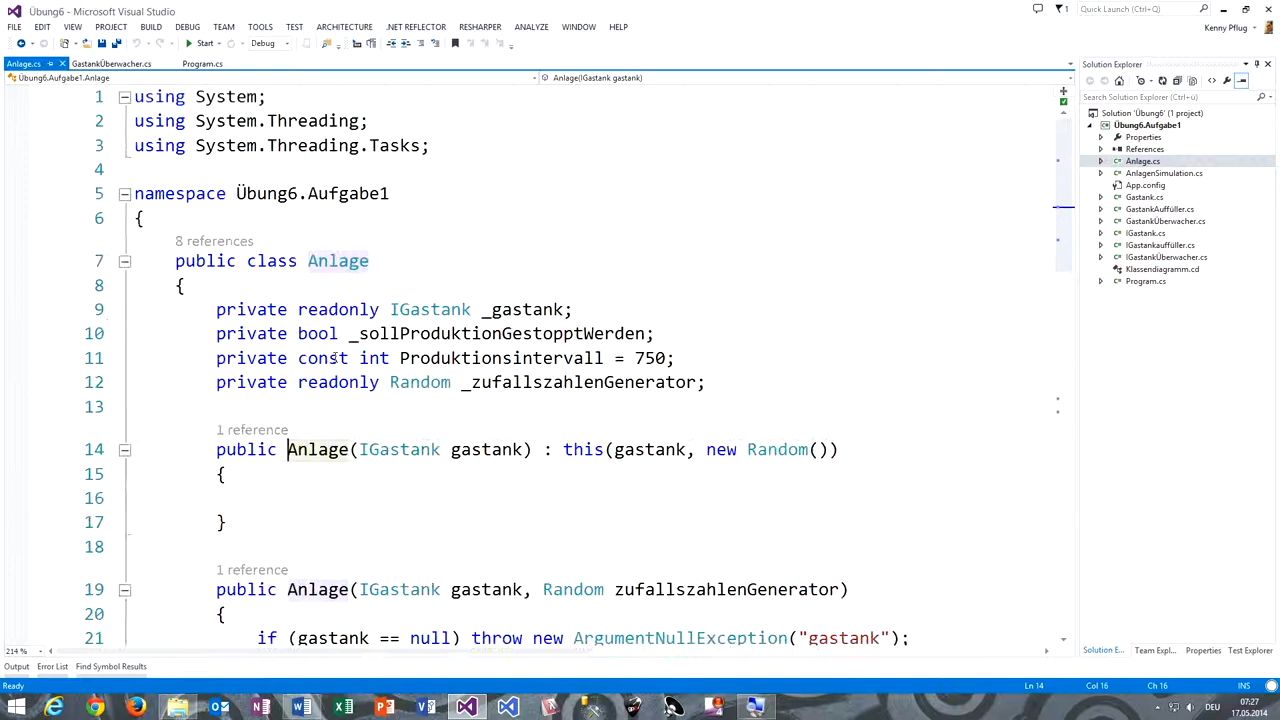 Übung6 - Microsoft Visual Studio
Quick Launch (Ctrl+Q)
1
FILE EDIT VIEW PROJECT BUILD DEBUG TEAM TOOLS TEST ARCHITECTURE .NET REFLECTOR RESHARPER ANALYZE WINDOW HELP
Kenny Pflug
Start Debug
Anlage.cs GastankÜberwacher.cs Program.cs
Übung6.Aufgabe1.Anlage Anlage(IGastank gastank)
1 using System;
2 using System.Threading;
3 using System.Threading.Tasks;
4
5 namespace Übung6.Aufgabe1
6 {
8 references
7 public class Anlage
8 {
9 private readonly IGastank _gastank;
10 private bool _sollProduktionGestopptWerden;
11 private const int Produktionsintervall = 750;
12 private readonly Random _zufallszahlenGenerator;
13
1 reference
14 public Anlage(IGastank gastank) : this(gastank, new Random())
15 {
16
17 }
18
1 reference
19 public Anlage(IGastank gastank, Random zufallszahlenGenerator)
20 {
21 if (gastank == null) throw new ArgumentNullException("gastank");
214 %
Solution Explorer
Search Solution Explorer (Ctrl+ü)
Solution 'Übung6' (1 project)
Übung6.Aufgabe1
Properties
References
Anlage.cs
AnlagenSimulation.cs
App.config
Gastank.cs
GastankAuffüller.cs
GastankÜberwacher.cs
IGastank.cs
IGastankauffüller.cs
IGastankÜberwacher.cs
Klassendiagramm.cd
Program.cs
Solution E... Team Expl... Properties Test Explorer
Output Error List Find Symbol Results
Ready Ln 14 Col 16 Ch 16 INS
DEU
07:27
17.05.2014